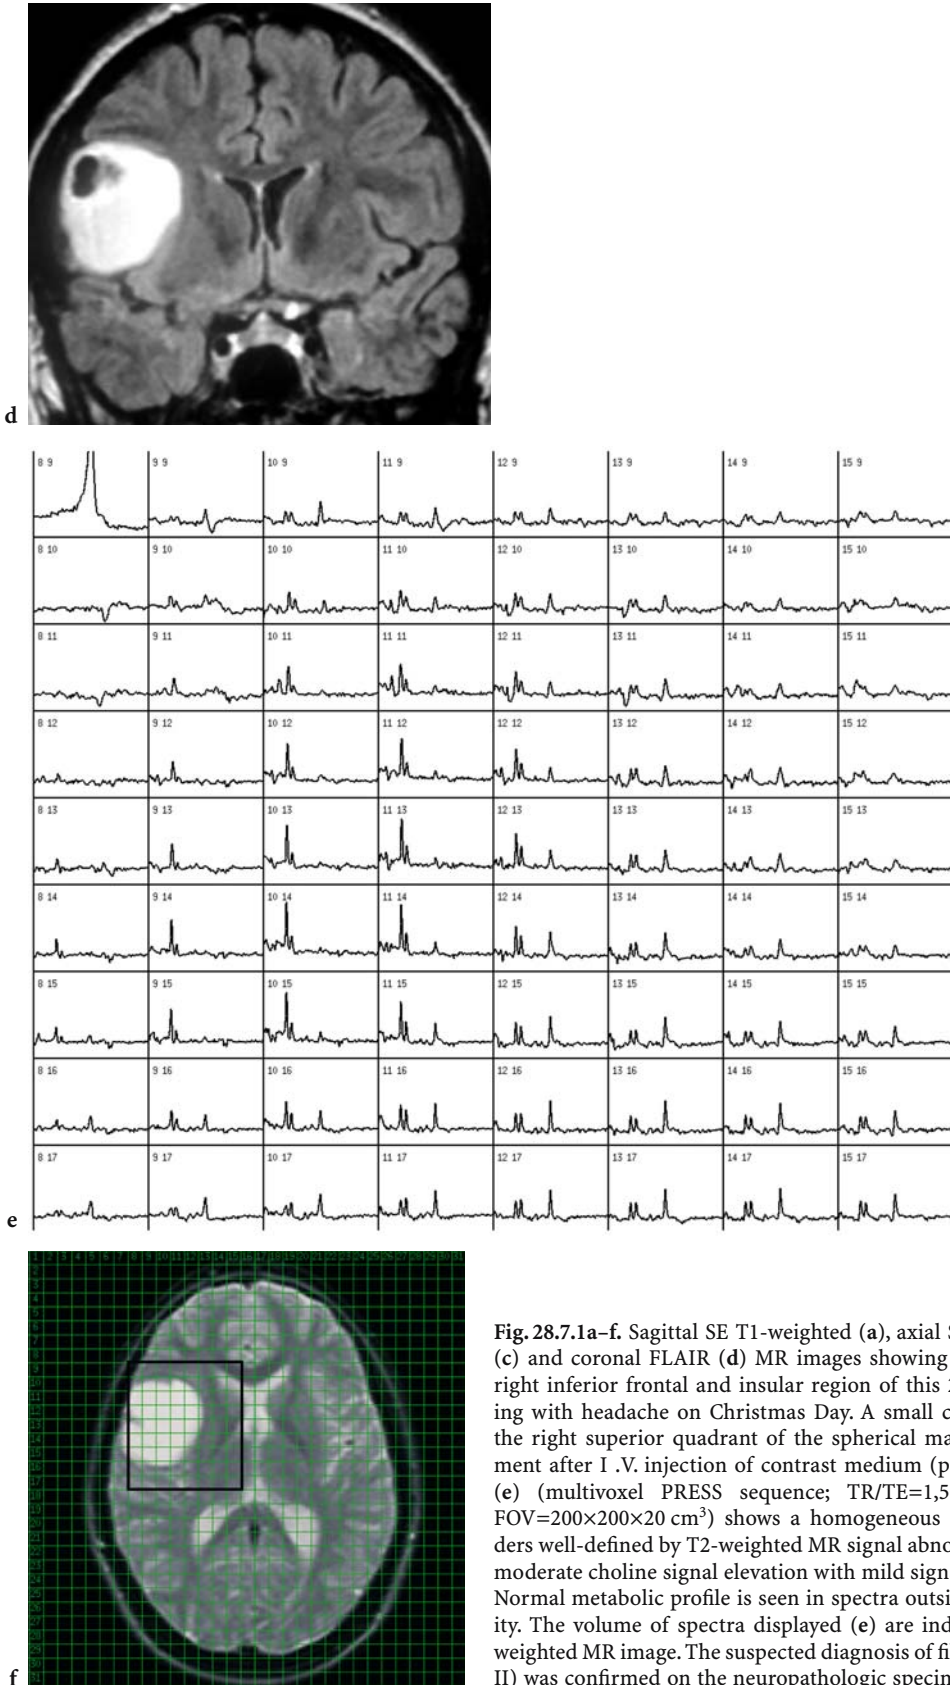 d
8 9 9 9 10 9 11 9 12 9 13 9 14 9 15 9
8 10 9 10 10 10 11 10 12 10 13 10 14 10 15 10
8 11 9 11 10 11 11 11 12 11 13 11 14 11 15 11
8 12 9 12 10 12 11 12 12 12 13 12 14 12 15 12
8 13 9 13 10 13 11 13 12 13 13 13 14 13 15 13
8 14 9 14 10 14 11 14 12 14 13 14 14 14 15 14
8 15 9 15 10 15 11 15 12 15 13 15 14 15 15 15
8 16 9 16 10 16 11 16 12 16 13 16 14 16 15 16
8 17 9 17 10 17 11 17 12 17 13 17 14 17 15 17
e
f
Fig. 28.7.1a–f. Sagittal SE T1-weighted (a), axial
(c) and coronal FLAIR (d) MR images showing
right inferior frontal and insular region of this
ing with headache on Christmas Day. A small
the right superior quadrant of the spherical
ment after I .V. injection of contrast medium
(e) (multivoxel PRESS sequence; TR/TE=1,5
FOV=200×200×20 cm³) shows a homogeneous
ders well-defined by T2-weighted MR signal
moderate choline signal elevation with mild
Normal metabolic profile is seen in spectra
ity. The volume of spectra displayed (e) are
weighted MR image. The suspected diagnosis of
II) was confirmed on the neuropathologic